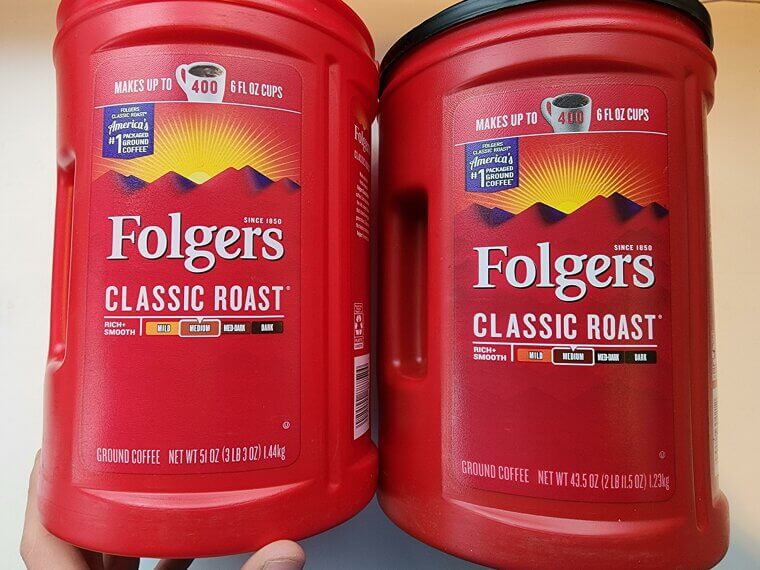 MAKES UP TO 400 6 FL OZ CUPS
FOLGERS
CLASSIC ROAST®
America's
#1 PACKAGED
GROUND
COFFEE
SINCE 1850
Folgers
CLASSIC ROAST®
RICH+
SMOOTH
MILD MEDIUM MED-DARK DARK
GROUND COFFEE NET WT 51 OZ (3 LB 3 OZ) 1.44kg
Folgers
MAKES UP TO 400 6 FL OZ CUPS
FOLGERS
CLASSIC ROAST®
America's
#1 PACKAGED
GROUND
COFFEE
SINCE 1850
Folgers
CLASSIC ROAST®
RICH+
SMOOTH
MILD MEDIUM MED-DARK DARK
GROUND COFFEE NET WT 43.5 OZ (2 LB 11.5 OZ) 1.23kg